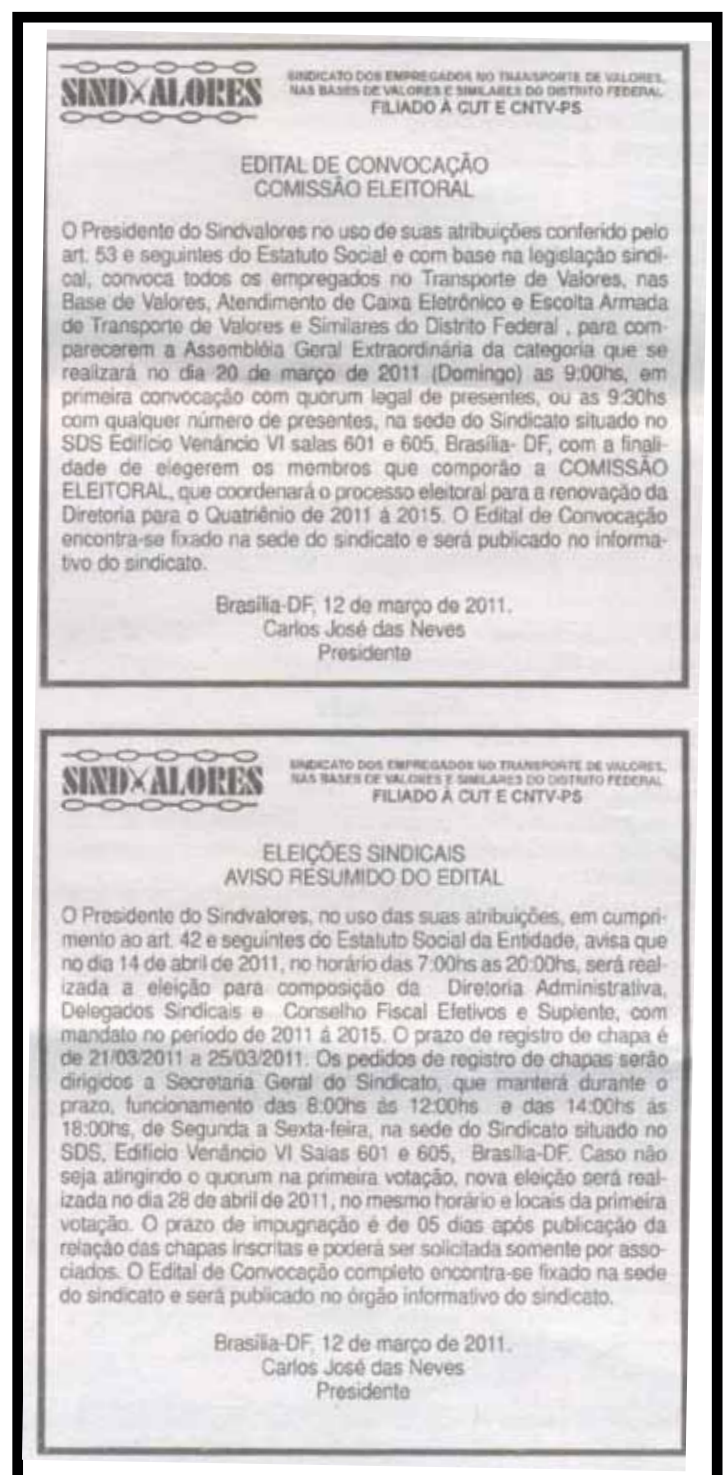 SINDXALORES
SINDICATO DOS EMPREGADOS NO TRANSPORTE DE VALORES,
NAS BASES DE VALORES E SIMILARES DO DISTRITO FEDERAL
FILIADO À CUT E CNTV-PS
EDITAL DE CONVOCAÇÃO
COMISSÃO ELEITORAL
O Presidente do Sindvalores no uso de suas atribuições conferido pelo
art. 53 e seguintes do Estatuto Social e com base na legislação sindi-
cal, convoca todos os empregados no Transporte de Valores, nas
Base de Valores, Atendimento de Caixa Eletrônico e Escolta Armada
de Transporte de Valores e Similares do Distrito Federal , para com-
parecerem a Assembléia Geral Extraordinária da categoria que se
realizará no dia 20 de março de 2011 (Domingo) as 9:00hs, em
primeira convocação com quorum legal de presentes, ou as 9:30hs
com qualquer número de presentes, na sede do Sindicato situado no
SDS Edifício Venâncio VI salas 601 e 605, Brasília- DF, com a finali-
dade de elegerem os membros que comporão a COMISSÃO
ELEITORAL, que coordenará o processo eleitoral para a renovação da
Diretoria para o Quatriênio de 2011 á 2015. O Edital de Convocação
encontra-se fixado na sede do sindicato e será publicado no informa-
tivo do sindicato.
Brasília-DF, 12 de março de 2011.
Carlos José das Neves
Presidente
SINDXALORES
SINDICATO DOS EMPREGADOS NO TRANSPORTE DE VALORES,
NAS BASES DE VALORES E SIMILARES DO DISTRITO FEDERAL
FILIADO À CUT E CNTV-PS
ELEIÇÕES SINDICAIS
AVISO RESUMIDO DO EDITAL
O Presidente do Sindvalores, no uso das suas atribuições, em cumpri-
mento ao art. 42 e seguintes do Estatuto Social da Entidade, avisa que
no dia 14 de abril de 2011, no horário das 7:00hs as 20:00hs, será real-
izada a eleição para composição da Diretoria Administrativa,
Delegados Sindicais e Conselho Fiscal Efetivos e Suplente, com
mandato no período de 2011 á 2015. O prazo de registro de chapa é
de 21/03/2011 a 25/03/2011. Os pedidos de registro de chapas serão
dirigidos a Secretaria Geral do Sindicato, que manterá durante o
prazo, funcionamento das 8:00hs ás 12:00hs e das 14:00hs ás
18:00hs, de Segunda a Sexta-feira, na sede do Sindicato situado no
SDS, Edifício Venâncio VI Salas 601 e 605, Brasília-DF. Caso não
seja atingindo o quorum na primeira votação, nova eleição será real-
izada no dia 28 de abril de 2011, no mesmo horário e locais da primeira
votação. O prazo de impugnação é de 05 dias após publicação da
relação das chapas inscritas e poderá ser solicitada somente por asso-
ciados. O Edital de Convocação completo encontra-se fixado na sede
do sindicato e será publicado no órgão informativo do sindicato.
Brasília-DF, 12 de março de 2011.
Carlos José das Neves
Presidente